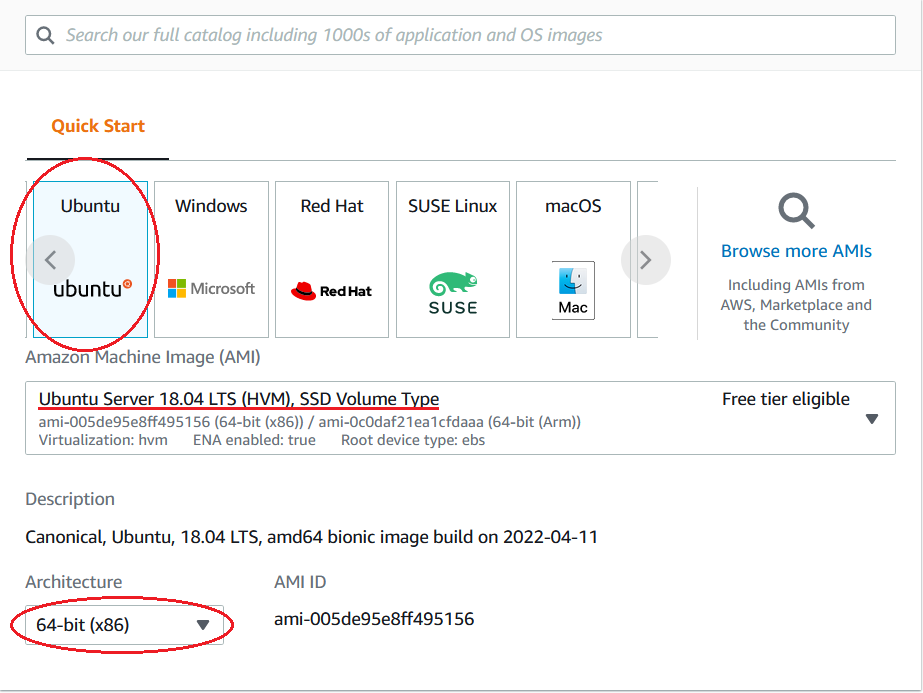 Search our full catalog including 1000s of application and OS images
Quick Start
Ubuntu
Windows
Red Hat
SUSE Linux
macOS
ubuntu
Microsoft
Red Hat
SUSE
Mac
Browse more AMIs
Including AMIs from
AWS, Marketplace and
the Community
Amazon Machine Image (AMI)
Ubuntu Server 18.04 LTS (HVM), SSD Volume Type
Free tier eligible
ami-005de95e8ff495156 (64-bit (x86)) / ami-0c0daf21ea1cfdaaa (64-bit (Arm))
Virtualization: hvm ENA enabled: true Root device type: ebs
Description
Canonical, Ubuntu, 18.04 LTS, amd64 bionic image build on 2022-04-11
Architecture
AMI ID
64-bit (x86)
ami-005de95e8ff495156